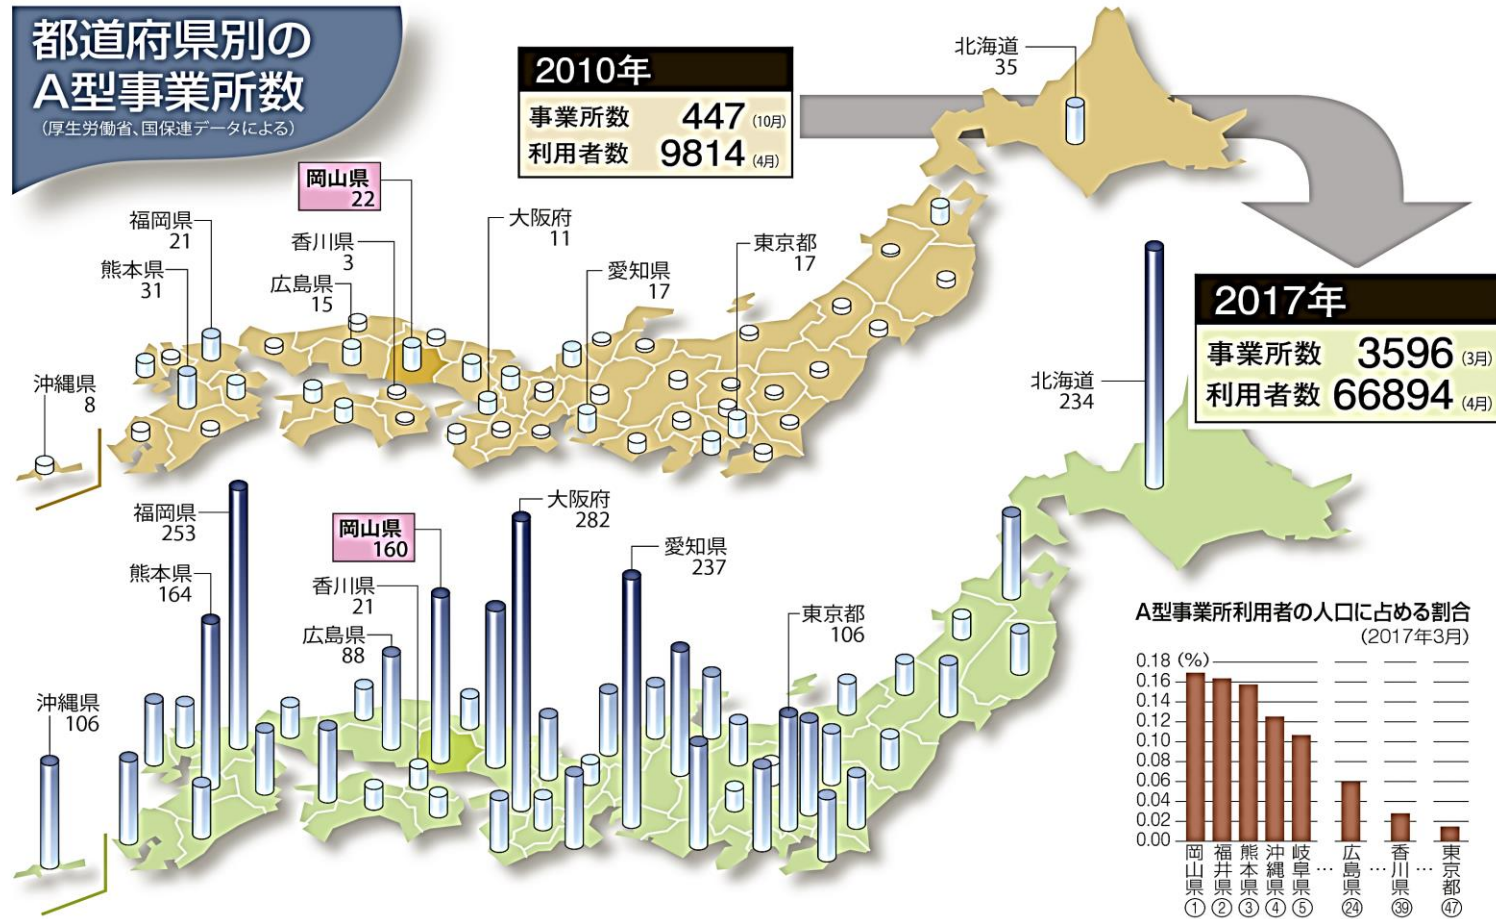 都道府県別の
A型事業所数
(厚生労働省、国保連データによる)
2010年
事業所数 447 (10月)
利用者数 9814 (4月)
北海道
35
岡山県
22
福岡県
21
香川県
3
大阪府
11
東京都
17
熊本県
31
広島県
15
愛知県
17
沖縄県
8
2017年
事業所数 3596 (3月)
利用者数 66894 (4月)
北海道
234
福岡県
253
岡山県
160
大阪府
282
愛知県
237
熊本県
164
香川県
21
広島県
88
東京都
106
沖縄県
106
A型事業所利用者の人口に占める割合
(2017年3月)
0.18 (%)
0.16
0.14
0.12
0.10
0.08
0.06
0.04
0.02
0.00
岡山県①
福井県②
熊本県③
沖縄県④
岐阜県⑤
…
広島県㉔
…
香川県㊴
…
東京都㊼